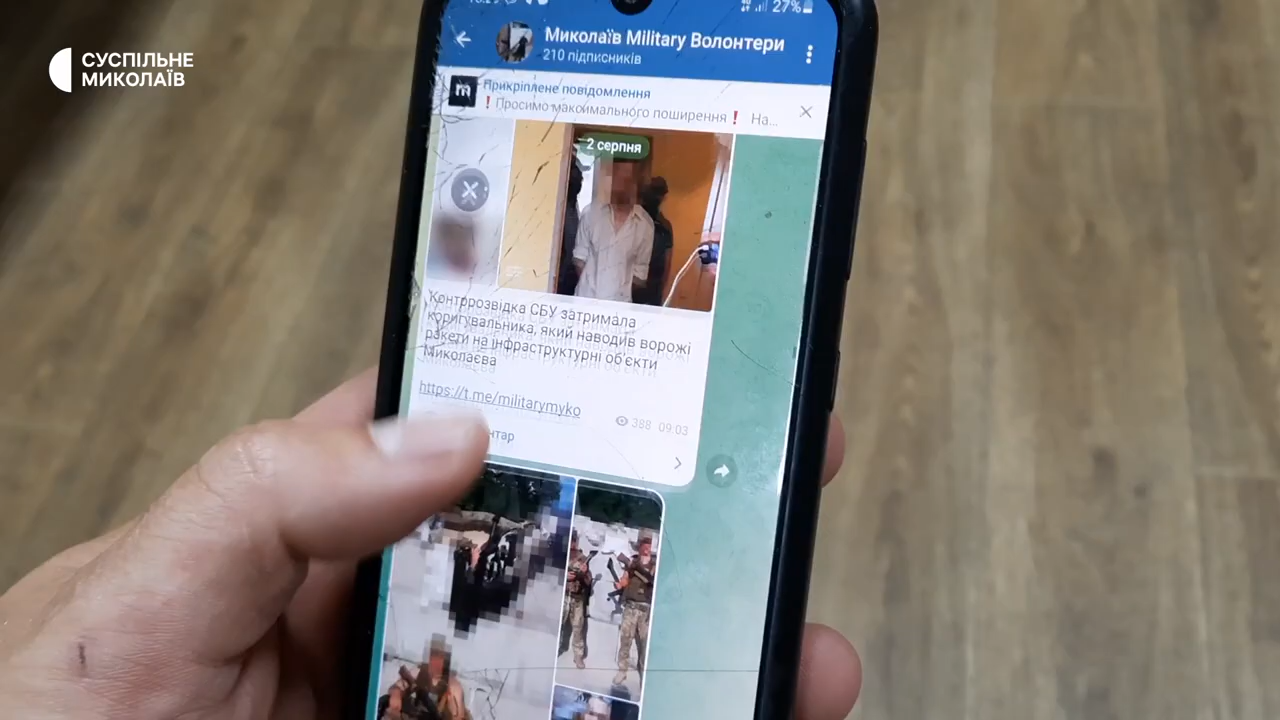 СУСПІЛЬНЕ
МИКОЛАЇВ
27%
Миколаїв Military Волонтери
210 підписників
m
Прикріплене повідомлення
❗ Просимо максимального поширення❗ На...
2 серпня
Контррозвідка СБУ затримала
коригувальника, який наводив ворожі
ракети на інфраструктурні об'єкти
Миколаєва
https://t.me/militarymyko
388 09:03
нтар